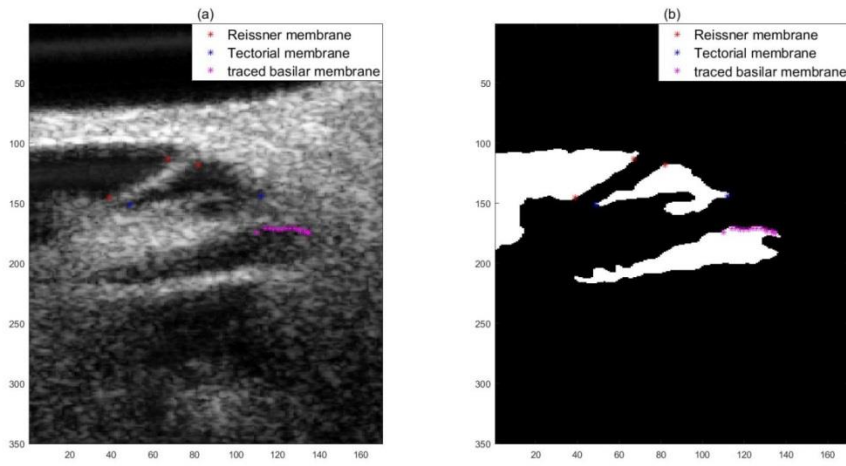 (a)
Reissner membrane
Tectorial membrane
traced basilar membrane
50
100
150
200
250
300
350
20 40 60 80 100 120 140 160
(b)
Reissner membrane
Tectorial membrane
traced basilar membrane
50
100
150
200
250
300
350
20 40 60 80 100 120 140 160